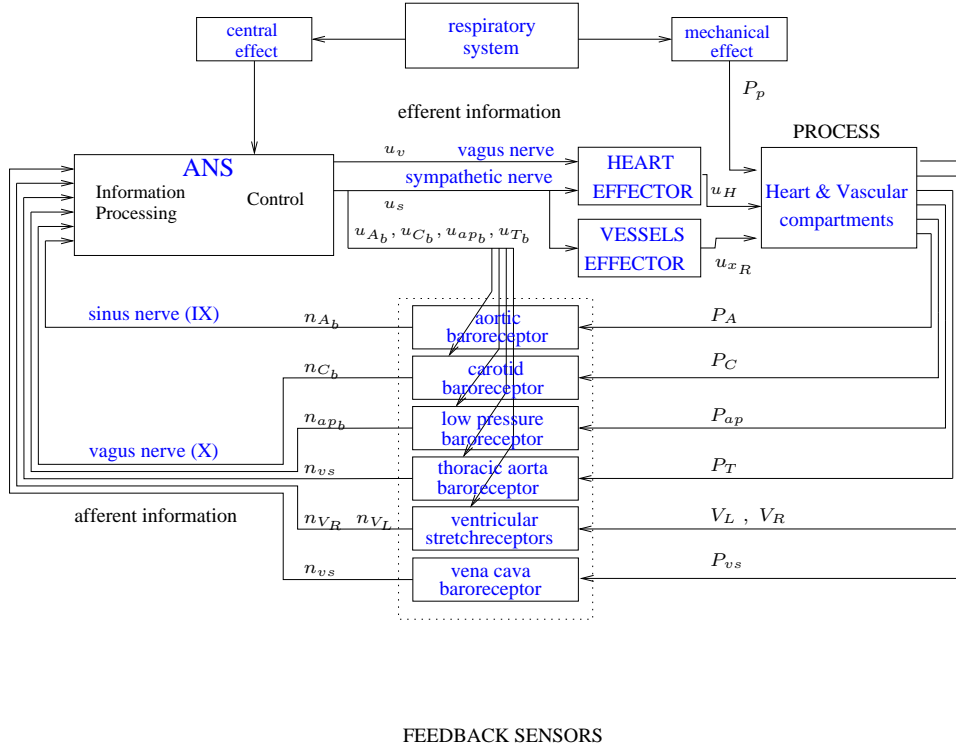 central
effect
respiratory
system
mechanical
effect
P_p
efferent information
PROCESS
ANS
Information
Processing
Control
u_v
vagus nerve
sympathetic nerve
u_s
u_{A_b}, u_{C_b}, u_{ap_b}, u_{T_b}
HEART
EFFECTOR
u_H
VESSELS
EFFECTOR
u_{x_R}
Heart & Vascular
compartments
sinus nerve (IX)
n_{A_b}
aortic
baroreceptor
P_A
n_{C_b}
carotid
baroreceptor
P_C
n_{ap_b}
low pressure
baroreceptor
P_{ap}
vagus nerve (X)
n_{vs}
thoracic aorta
baroreceptor
P_T
afferent information
n_{V_R} n_{V_L}
ventricular
stretchreceptors
V_L , V_R
n_{vs}
vena cava
baroreceptor
P_{vs}
FEEDBACK SENSORS